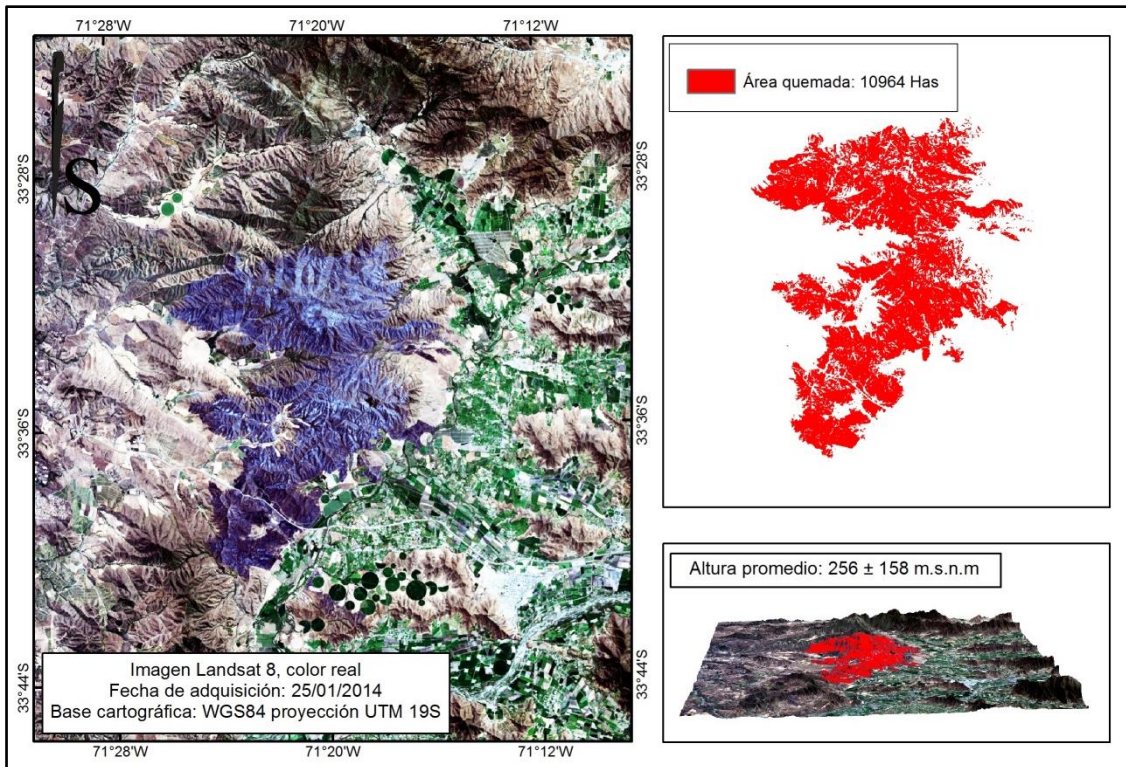 71°28'W
71°20'W
71°12'W
33°28'S
33°36'S
33°44'S
S
Imagen Landsat 8, color real
Fecha de adquisición: 25/01/2014
Base cartográfica: WGS84 proyección UTM 19S
33°28'S
33°36'S
33°44'S
71°28'W
71°20'W
71°12'W
Área quemada: 10964 Has
Altura promedio: 256 ± 158 m.s.n.m